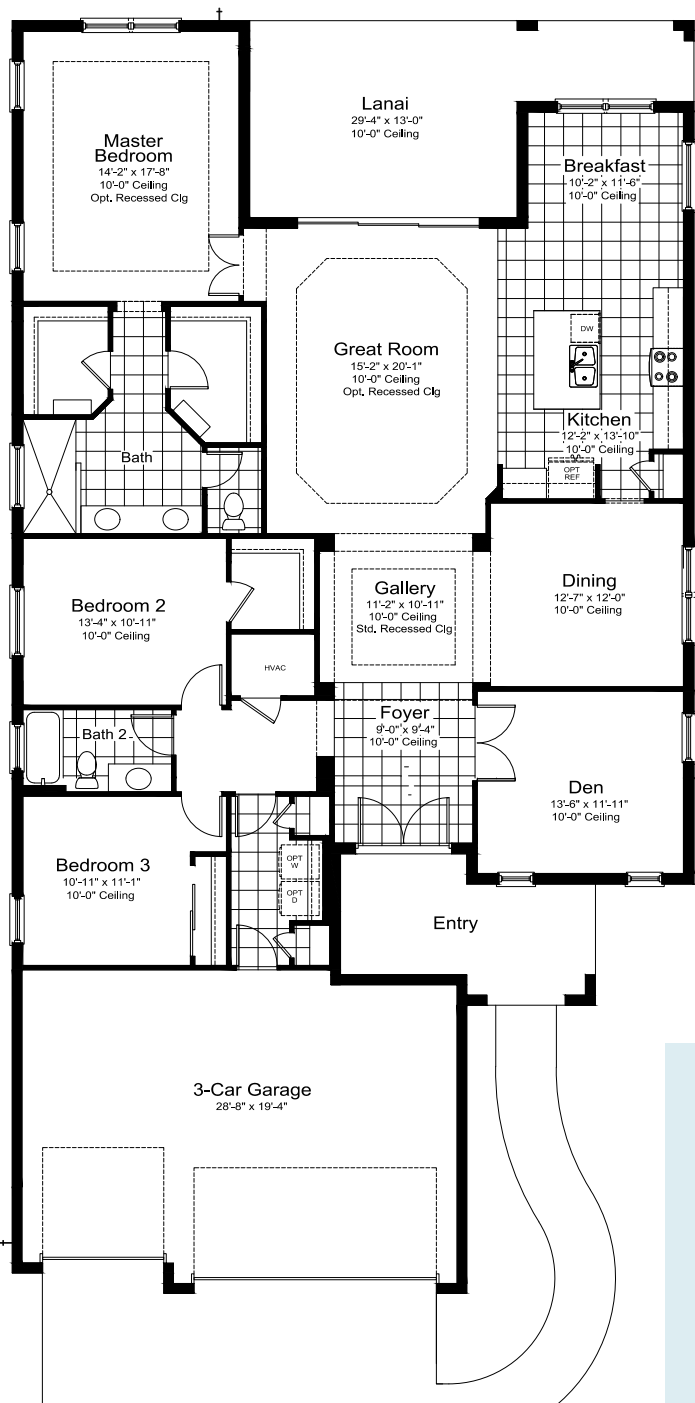 Lanai
29'-4" x 13'-0"
10'-0" Ceiling
Master
Bedroom
14'-2" x 17'-8"
10'-0" Ceiling
Opt. Recessed Clg
Breakfast
10'-2" x 11'-6"
10'-0" Ceiling
Great Room
15'-2" x 20'-1"
10'-0" Ceiling
Opt. Recessed Clg
DW
Kitchen
12'-2" x 13'-10"
10'-0" Ceiling
OPT
REF
Bath
Gallery
11'-2" x 10'-11"
10'-0" Ceiling
Std. Recessed Clg
Dining
12'-7" x 12'-0"
10'-0" Ceiling
Bedroom 2
13'-4" x 10'-11"
10'-0" Ceiling
HVAC
Foyer
9'-0" x 9'-4"
10'-0" Ceiling
Bath 2
Den
13'-6" x 11'-11"
10'-0" Ceiling
Bedroom 3
10'-11" x 11'-1"
10'-0" Ceiling
OPT
W
OPT
D
Entry
3-Car Garage
28'-8" x 19'-4"